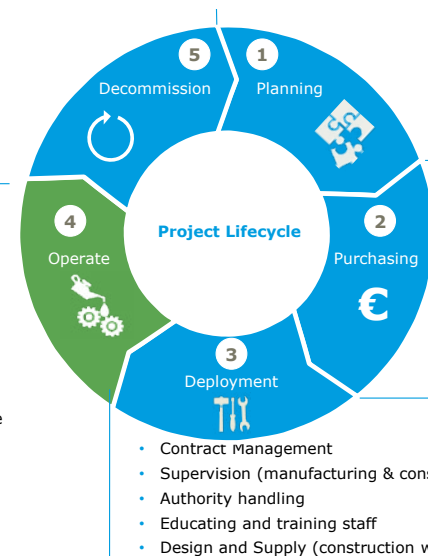 5
1
Decommission
Planning
4
Project Lifecycle
2
Operate
Purchasing
€
3
Deployment
e
• Contract Management
• Supervision (manufacturing &
• Authority handling
• Educating and training staff
• Design and Supply (construction